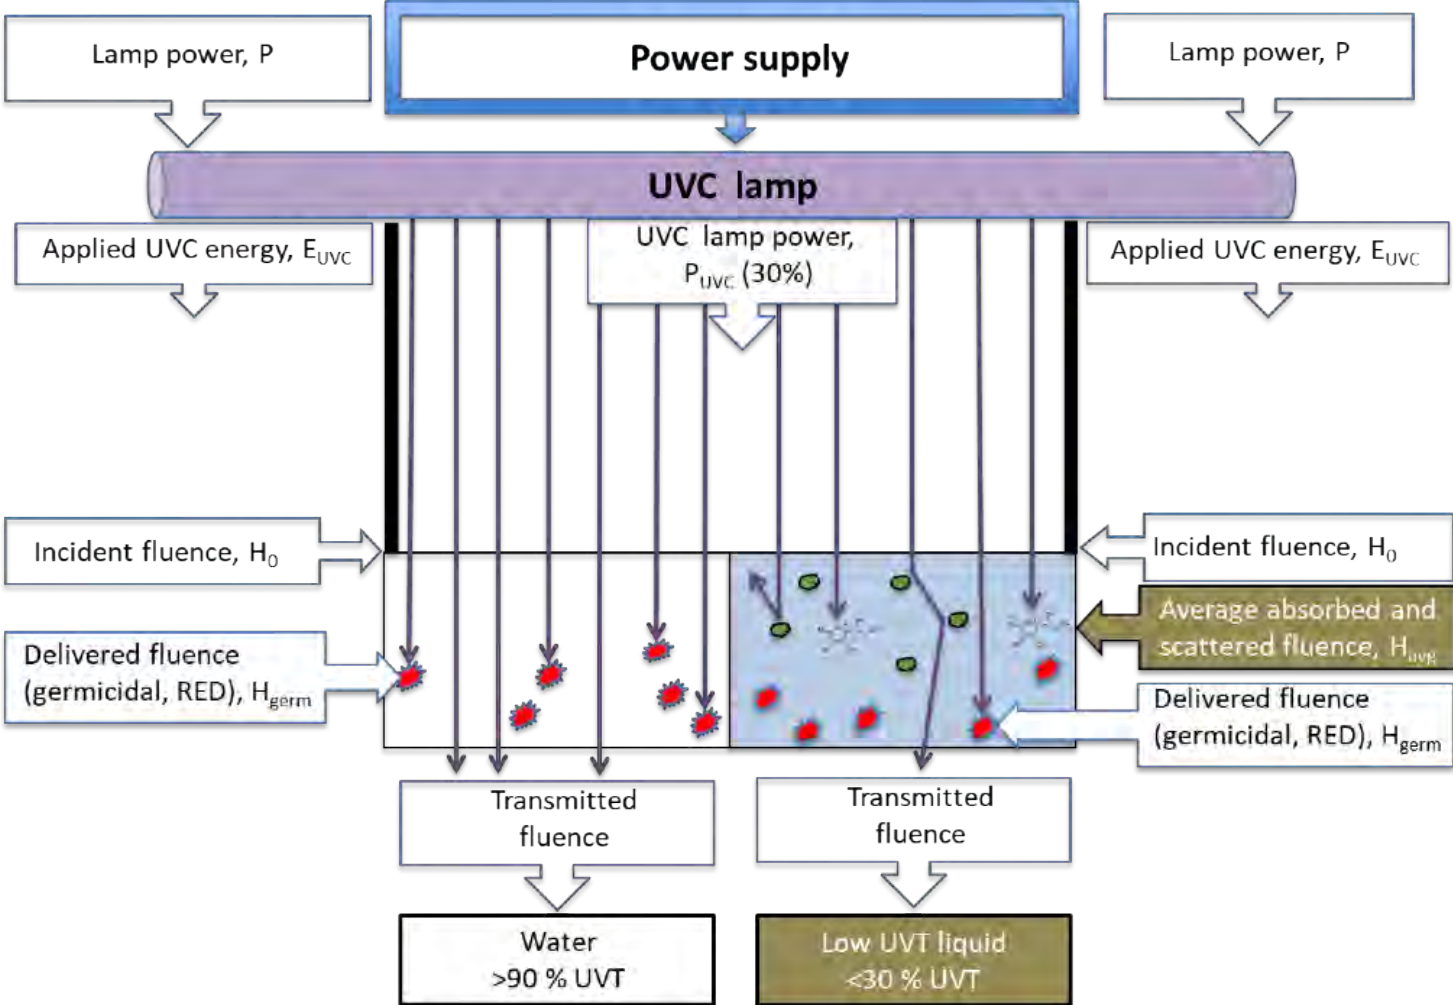 Lamp power, P
Power supply
Lamp power, P
UVC lamp
Applied UVC energy, EUVC
UVC lamp power,
PUVC (30%)
Applied UVC energy, EUVC
Incident fluence, H0
Incident fluence, H0
Average absorbed and
scattered fluence, Havg
Delivered fluence
(germicidal, RED), Hgerm
Delivered fluence
(germicidal, RED), Hgerm
Transmitted
fluence
Transmitted
fluence
Water
>90 % UVT
Low UVT liquid
<30 % UVT